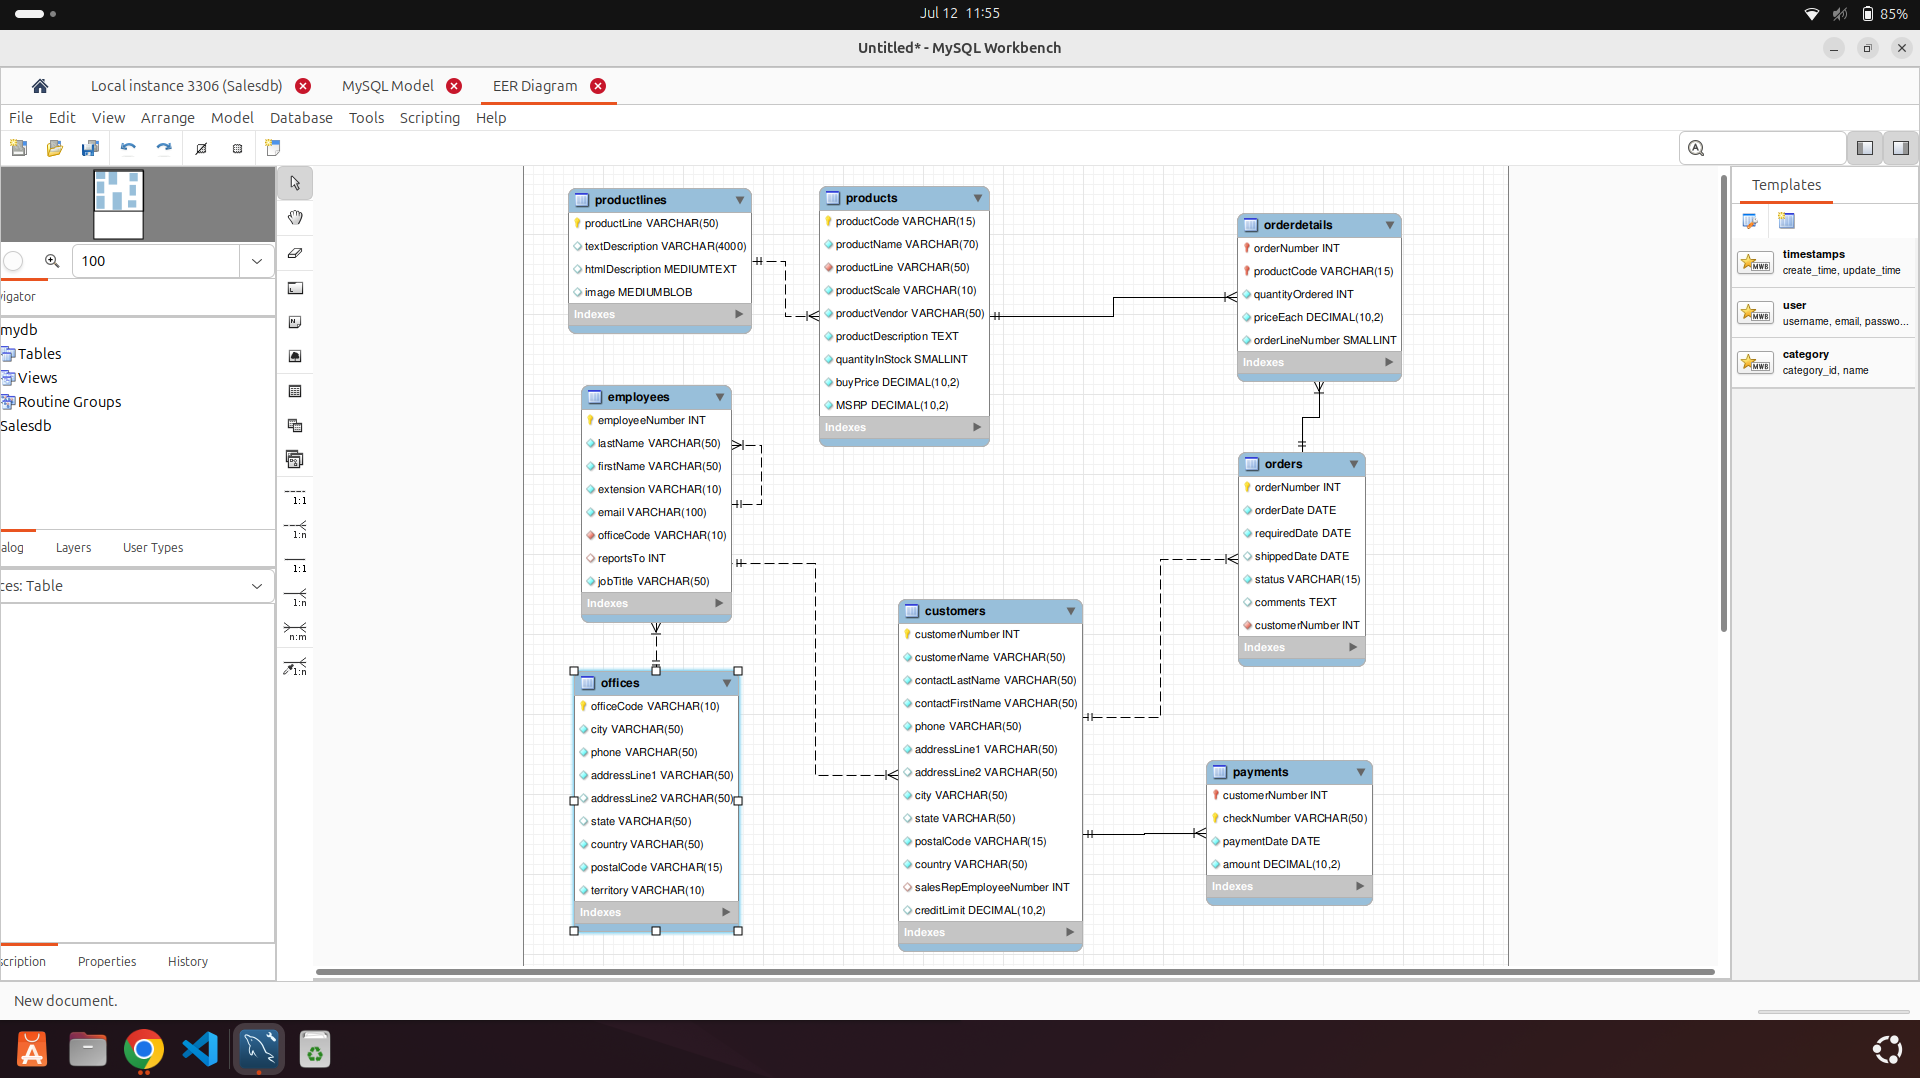 Jul 12 11:55
85%
Untitled* - MySQL Workbench
Local instance 3306 (Salesdb)
MySQL Model
EER Diagram
File Edit View Arrange Model Database Tools Scripting Help
100
igator
mydb
Tables
Views
Routine Groups
Salesdb
alog Layers User Types
ces: Table
scription Properties History
1:1
1:n
1:1
1:n
n:m
1:n
productlines
productLine VARCHAR(50)
textDescription VARCHAR(4000)
htmlDescription MEDIUMTEXT
image MEDIUMBLOB
Indexes
products
productCode VARCHAR(15)
productName VARCHAR(70)
productLine VARCHAR(50)
productScale VARCHAR(10)
productVendor VARCHAR(50)
productDescription TEXT
quantityInStock SMALLINT
buyPrice DECIMAL(10,2)
MSRP DECIMAL(10,2)
Indexes
orderdetails
orderNumber INT
productCode VARCHAR(15)
quantityOrdered INT
priceEach DECIMAL(10,2)
orderLineNumber SMALLINT
Indexes
employees
employeeNumber INT
lastName VARCHAR(50)
firstName VARCHAR(50)
extension VARCHAR(10)
email VARCHAR(100)
officeCode VARCHAR(10)
reportsTo INT
jobTitle VARCHAR(50)
Indexes
orders
orderNumber INT
orderDate DATE
requiredDate DATE
shippedDate DATE
status VARCHAR(15)
comments TEXT
customerNumber INT
Indexes
offices
officeCode VARCHAR(10)
city VARCHAR(50)
phone VARCHAR(50)
addressLine1 VARCHAR(50)
addressLine2 VARCHAR(50)
state VARCHAR(50)
country VARCHAR(50)
postalCode VARCHAR(15)
territory VARCHAR(10)
Indexes
customers
customerNumber INT
customerName VARCHAR(50)
contactLastName VARCHAR(50)
contactFirstName VARCHAR(50)
phone VARCHAR(50)
addressLine1 VARCHAR(50)
addressLine2 VARCHAR(50)
city VARCHAR(50)
state VARCHAR(50)
postalCode VARCHAR(15)
country VARCHAR(50)
salesRepEmployeeNumber INT
creditLimit DECIMAL(10,2)
Indexes
payments
customerNumber INT
checkNumber VARCHAR(50)
paymentDate DATE
amount DECIMAL(10,2)
Indexes
Templates
MWB
timestamps
create_time, update_time
MWB
user
username, email, passwo...
MWB
category
category_id, name
New document.